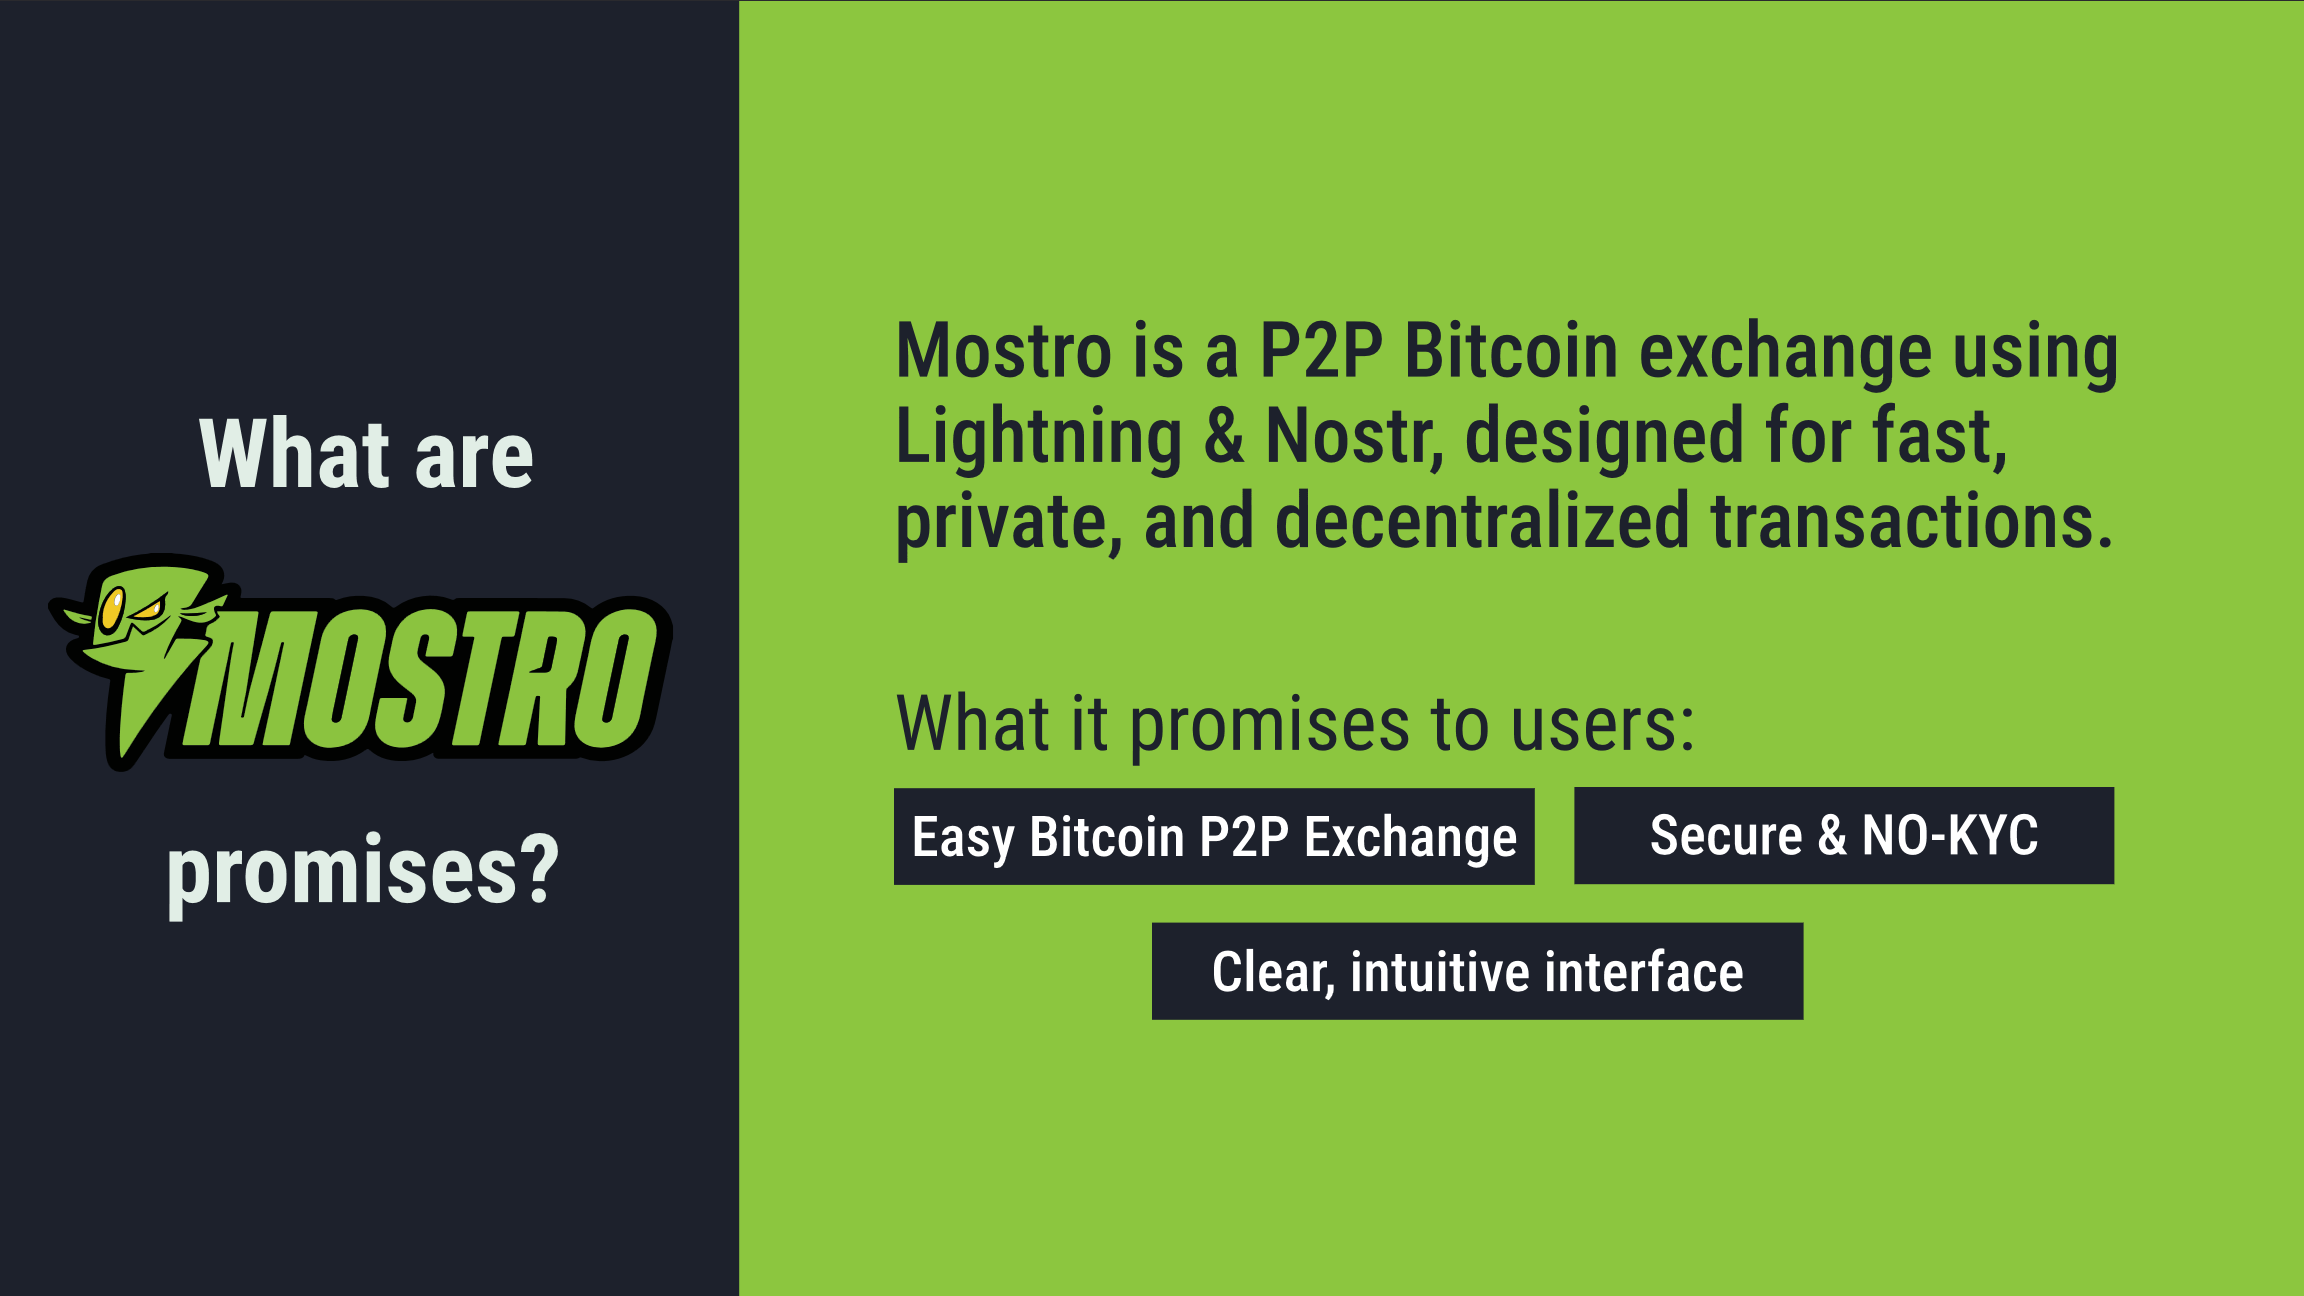 What are
MOSTRO
promises?
Mostro is a P2P Bitcoin exchange using
Lightning & Nostr, designed for fast,
private, and decentralized transactions.
What it promises to users:
Easy Bitcoin P2P Exchange
Secure & NO-KYC
Clear, intuitive interface